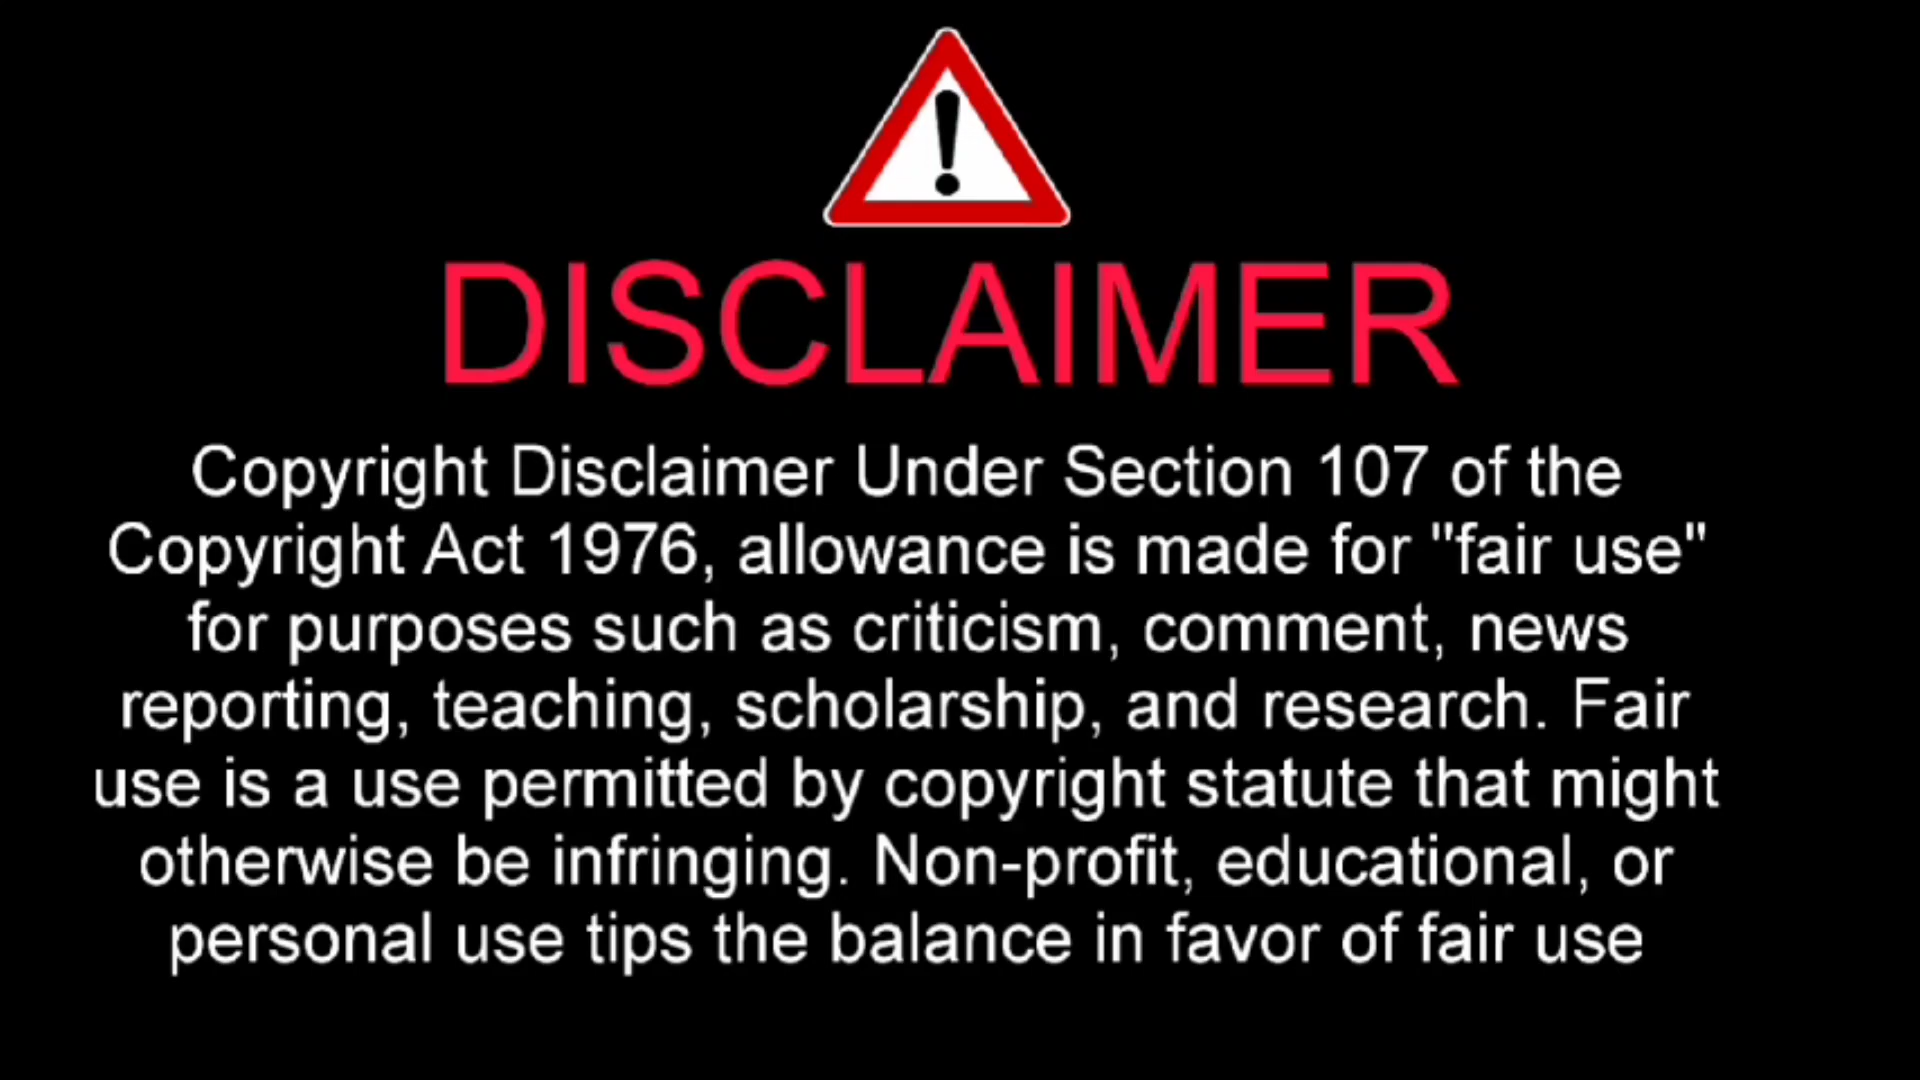 DISCLAIMER
Copyright Disclaimer Under Section 107 of the
Copyright Act 1976, allowance is made for "fair use"
for purposes such as criticism, comment, news
reporting, teaching, scholarship, and research. Fair
use is a use permitted by copyright statute that might
otherwise be infringing. Non-profit, educational, or
personal use tips the balance in favor of fair use